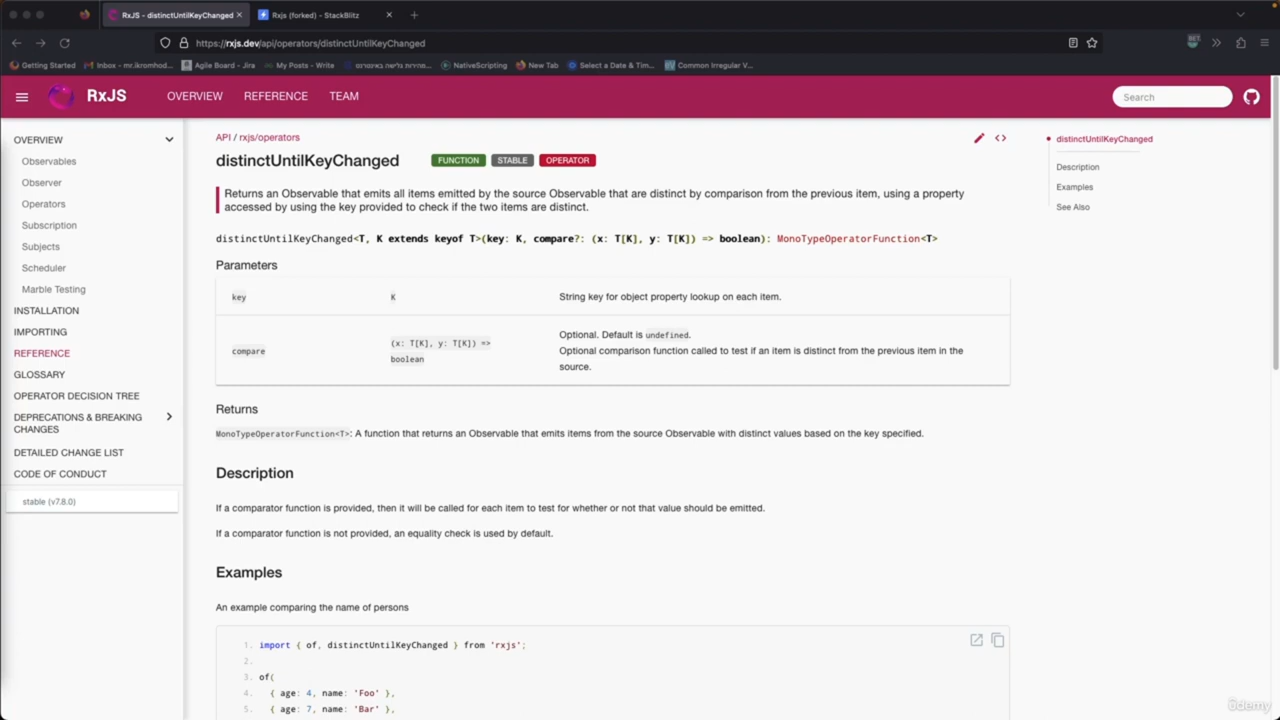 RxJS - distinctUntilKeyChanged
Rxjs (forked) - StackBlitz
https://rxjs.dev/api/operators/distinctUntilKeyChanged
Getting Started
Inbox - mr.ikromhod...
Agile Board - Jira
My Posts - Write
NativeScripting
New Tab
Select a Date & Tim...
Common Irregular V...
RxJS
OVERVIEW
REFERENCE
TEAM
Search
OVERVIEW
Observables
Observer
Operators
Subscription
Subjects
Scheduler
Marble Testing
INSTALLATION
IMPORTING
REFERENCE
GLOSSARY
OPERATOR DECISION TREE
DEPRECATIONS & BREAKING
CHANGES
DETAILED CHANGE LIST
CODE OF CONDUCT
stable (v7.8.0)
API / rxjs/operators
distinctUntilKeyChanged FUNCTION STABLE OPERATOR
Returns an Observable that emits all items emitted by the source Observable that are distinct by comparison from the previous item, using a property
accessed by using the key provided to check if the two items are distinct.
distinctUntilKeyChanged<T, K extends keyof T>(key: K, compare?: (x: T[K], y: T[K]) => boolean): MonoTypeOperatorFunction<T>
Parameters
key K String key for object property lookup on each item.
compare
(x: T[K], y: T[K]) =>
boolean
Optional. Default is undefined.
Optional comparison function called to test if an item is distinct from the previous item in the
source.
Returns
MonoTypeOperatorFunction<T>: A function that returns an Observable that emits items from the source Observable with distinct values based on the key specified.
Description
If a comparator function is provided, then it will be called for each item to test for whether or not that value should be emitted.
If a comparator function is not provided, an equality check is used by default.
Examples
An example comparing the name of persons
1. import { of, distinctUntilKeyChanged } from 'rxjs';
2.
3. of(
4. { age: 4, name: 'Foo' },
5. { age: 7, name: 'Bar' },
distinctUntilKeyChanged
Description
Examples
See Also
ûdemy